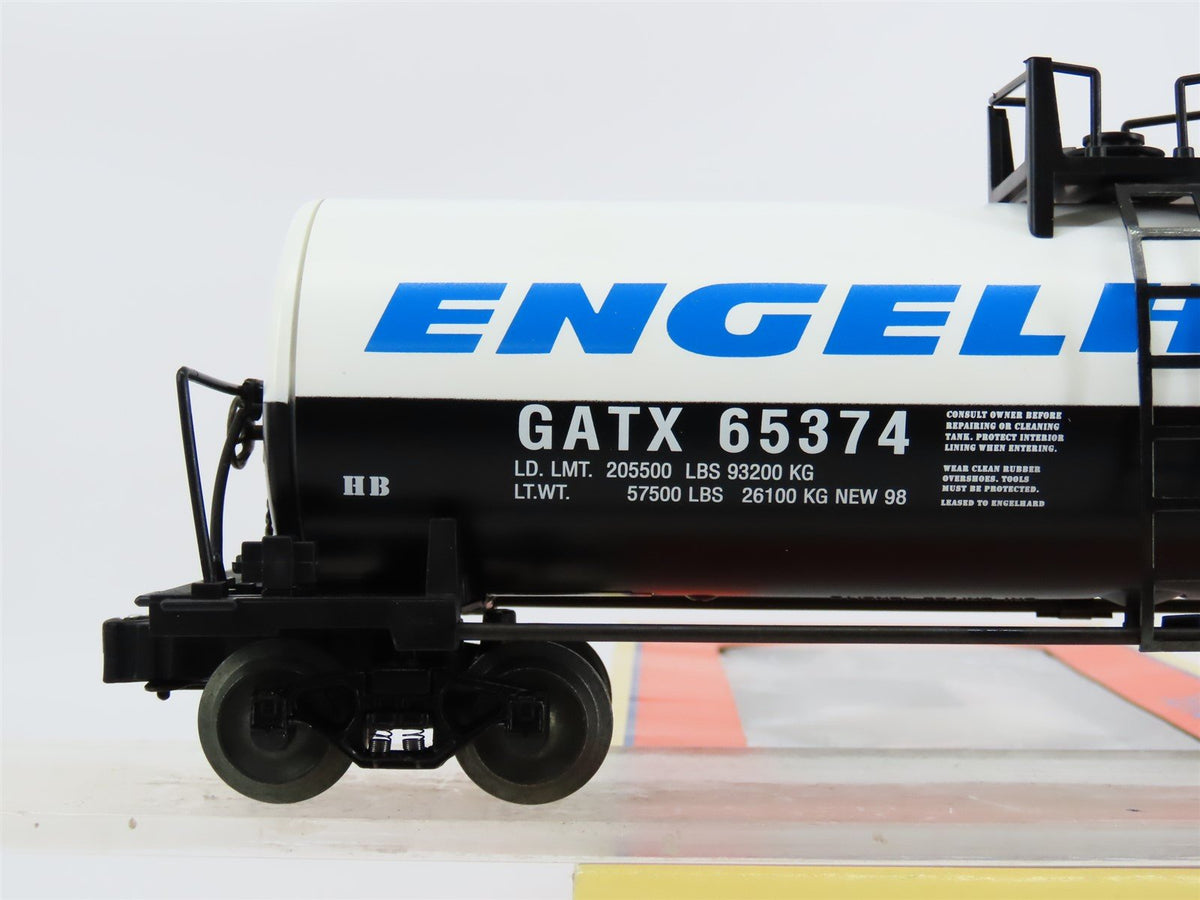 ENGELH
GATX 65374
LD. LMT. 205500 LBS 93200 KG
LT.WT. 57500 LBS 26100 KG NEW 98
HB
CONSULT OWNER BEFORE
REPAIRING OR CLEANING
TANK. PROTECT INTERIOR
LINING WHEN ENTERING.
WEAR CLEAN RUBBER
OVERSHOES. TOOLS
MUST BE PROTECTED.
LEASED TO ENGELHARD